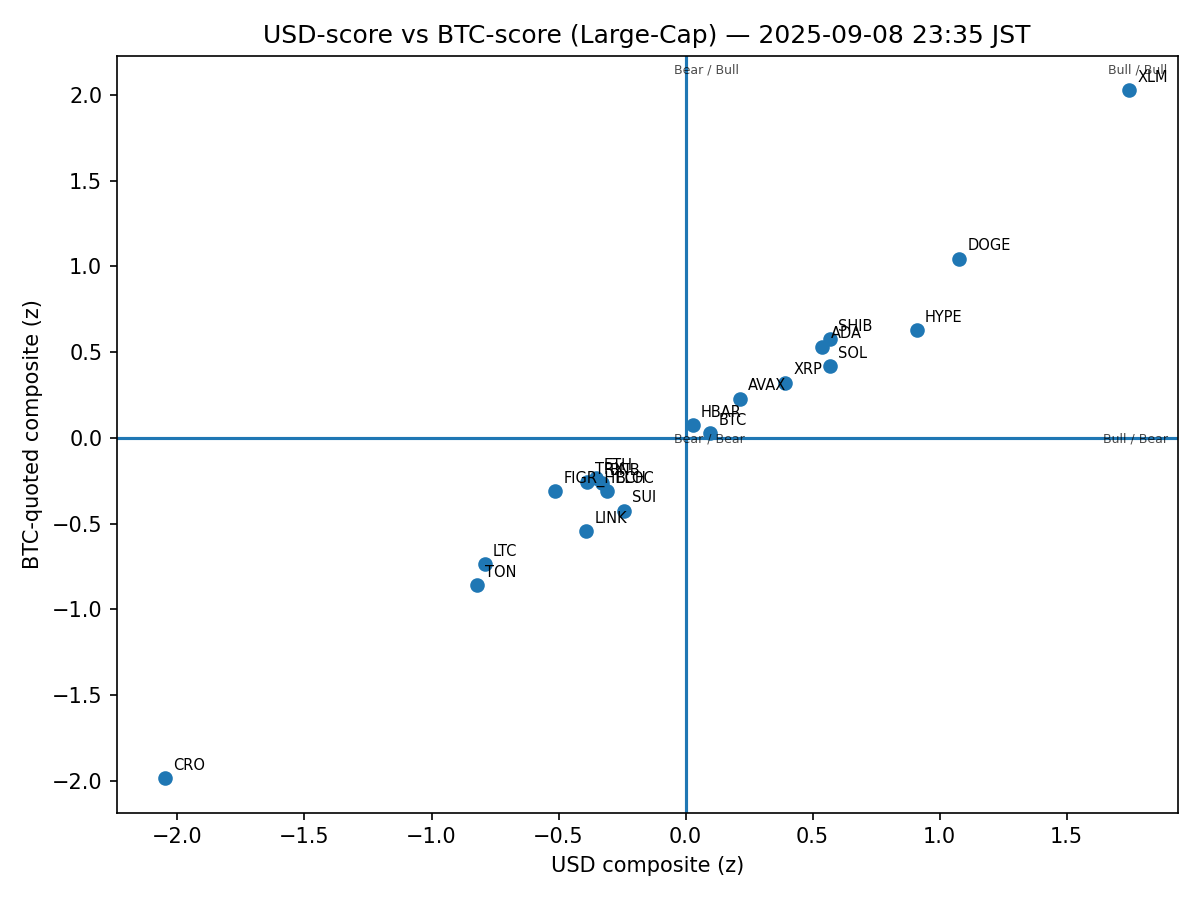 USD-score vs BTC-score (Large-Cap) — 2025-09-08 23:35 JST
Bear / Bull
Bull / Bull
XLM
2.0
1.5
DOGE
1.0
HYPE
SHIB
ADA
0.5
SOL
XRP
AVAX
HBAR
BTC
0.0
Bear / Bear
Bull / Bear
ETH
SUI
−0.5
LINK
LTC
TON
−1.0
−1.5
CRO
−2.0
BTC-quoted composite (z)
−2.0
−1.5
−1.0
−0.5
0.0
0.5
1.0
1.5
USD composite (z)